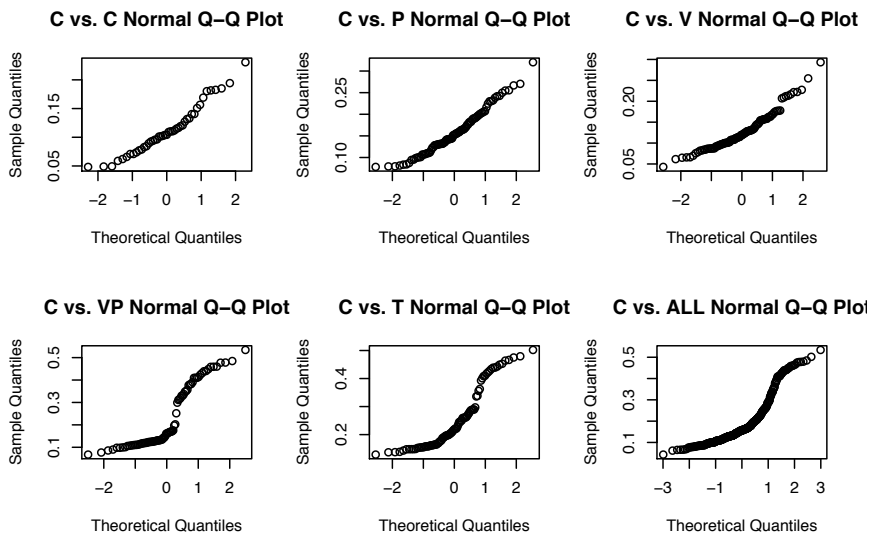 C vs. C Normal Q−Q Plot
Sample Quantiles
0.05 0.15
−2 −1 0 1 2
Theoretical Quantiles
C vs. P Normal Q−Q Plot
Sample Quantiles
0.10 0.25
−2 0 1 2
Theoretical Quantiles
C vs. V Normal Q−Q Plot
Sample Quantiles
0.05 0.20
−2 0 1 2
Theoretical Quantiles
C vs. VP Normal Q−Q Plot
Sample Quantiles
0.1 0.3 0.5
−2 0 1 2
Theoretical Quantiles
C vs. T Normal Q−Q Plot
Sample Quantiles
0.2 0.4
−2 0 1 2
Theoretical Quantiles
C vs. ALL Normal Q−Q Plot
Sample Quantiles
0.1 0.3 0.5
−3 −1 1 2 3
Theoretical Quantiles